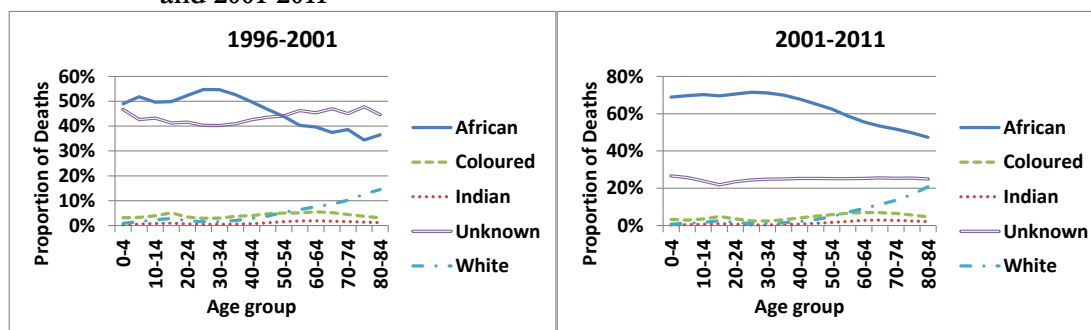 and 2001-2011
1996-2001
60%
50%
40%
30%
20%
10%
0%
Proportion of Deaths
0-4
10-14
20-24
30-34
40-44
50-54
60-64
70-74
80-84
Age group
African
Coloured
Indian
Unknown
White
2001-2011
80%
60%
40%
20%
0%
Proportion of Deaths
0-4
10-14
20-24
30-34
40-44
50-54
60-64
70-74
80-84
Age group
African
Coloured
Indian
Unknown
White